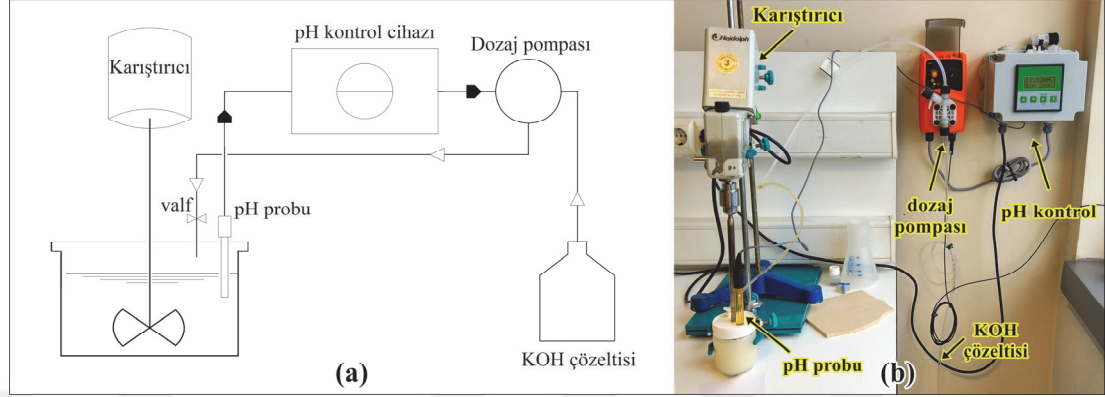 Karıştırıcı
pH kontrol cihazı
Dozaj pompası
valf
pH probu
KOH çözeltisi
(a)
Karıştırıcı
Heidolph
3
dozaj
pompası
pH kontrol
KOH
çözeltisi
pH probu
(b)